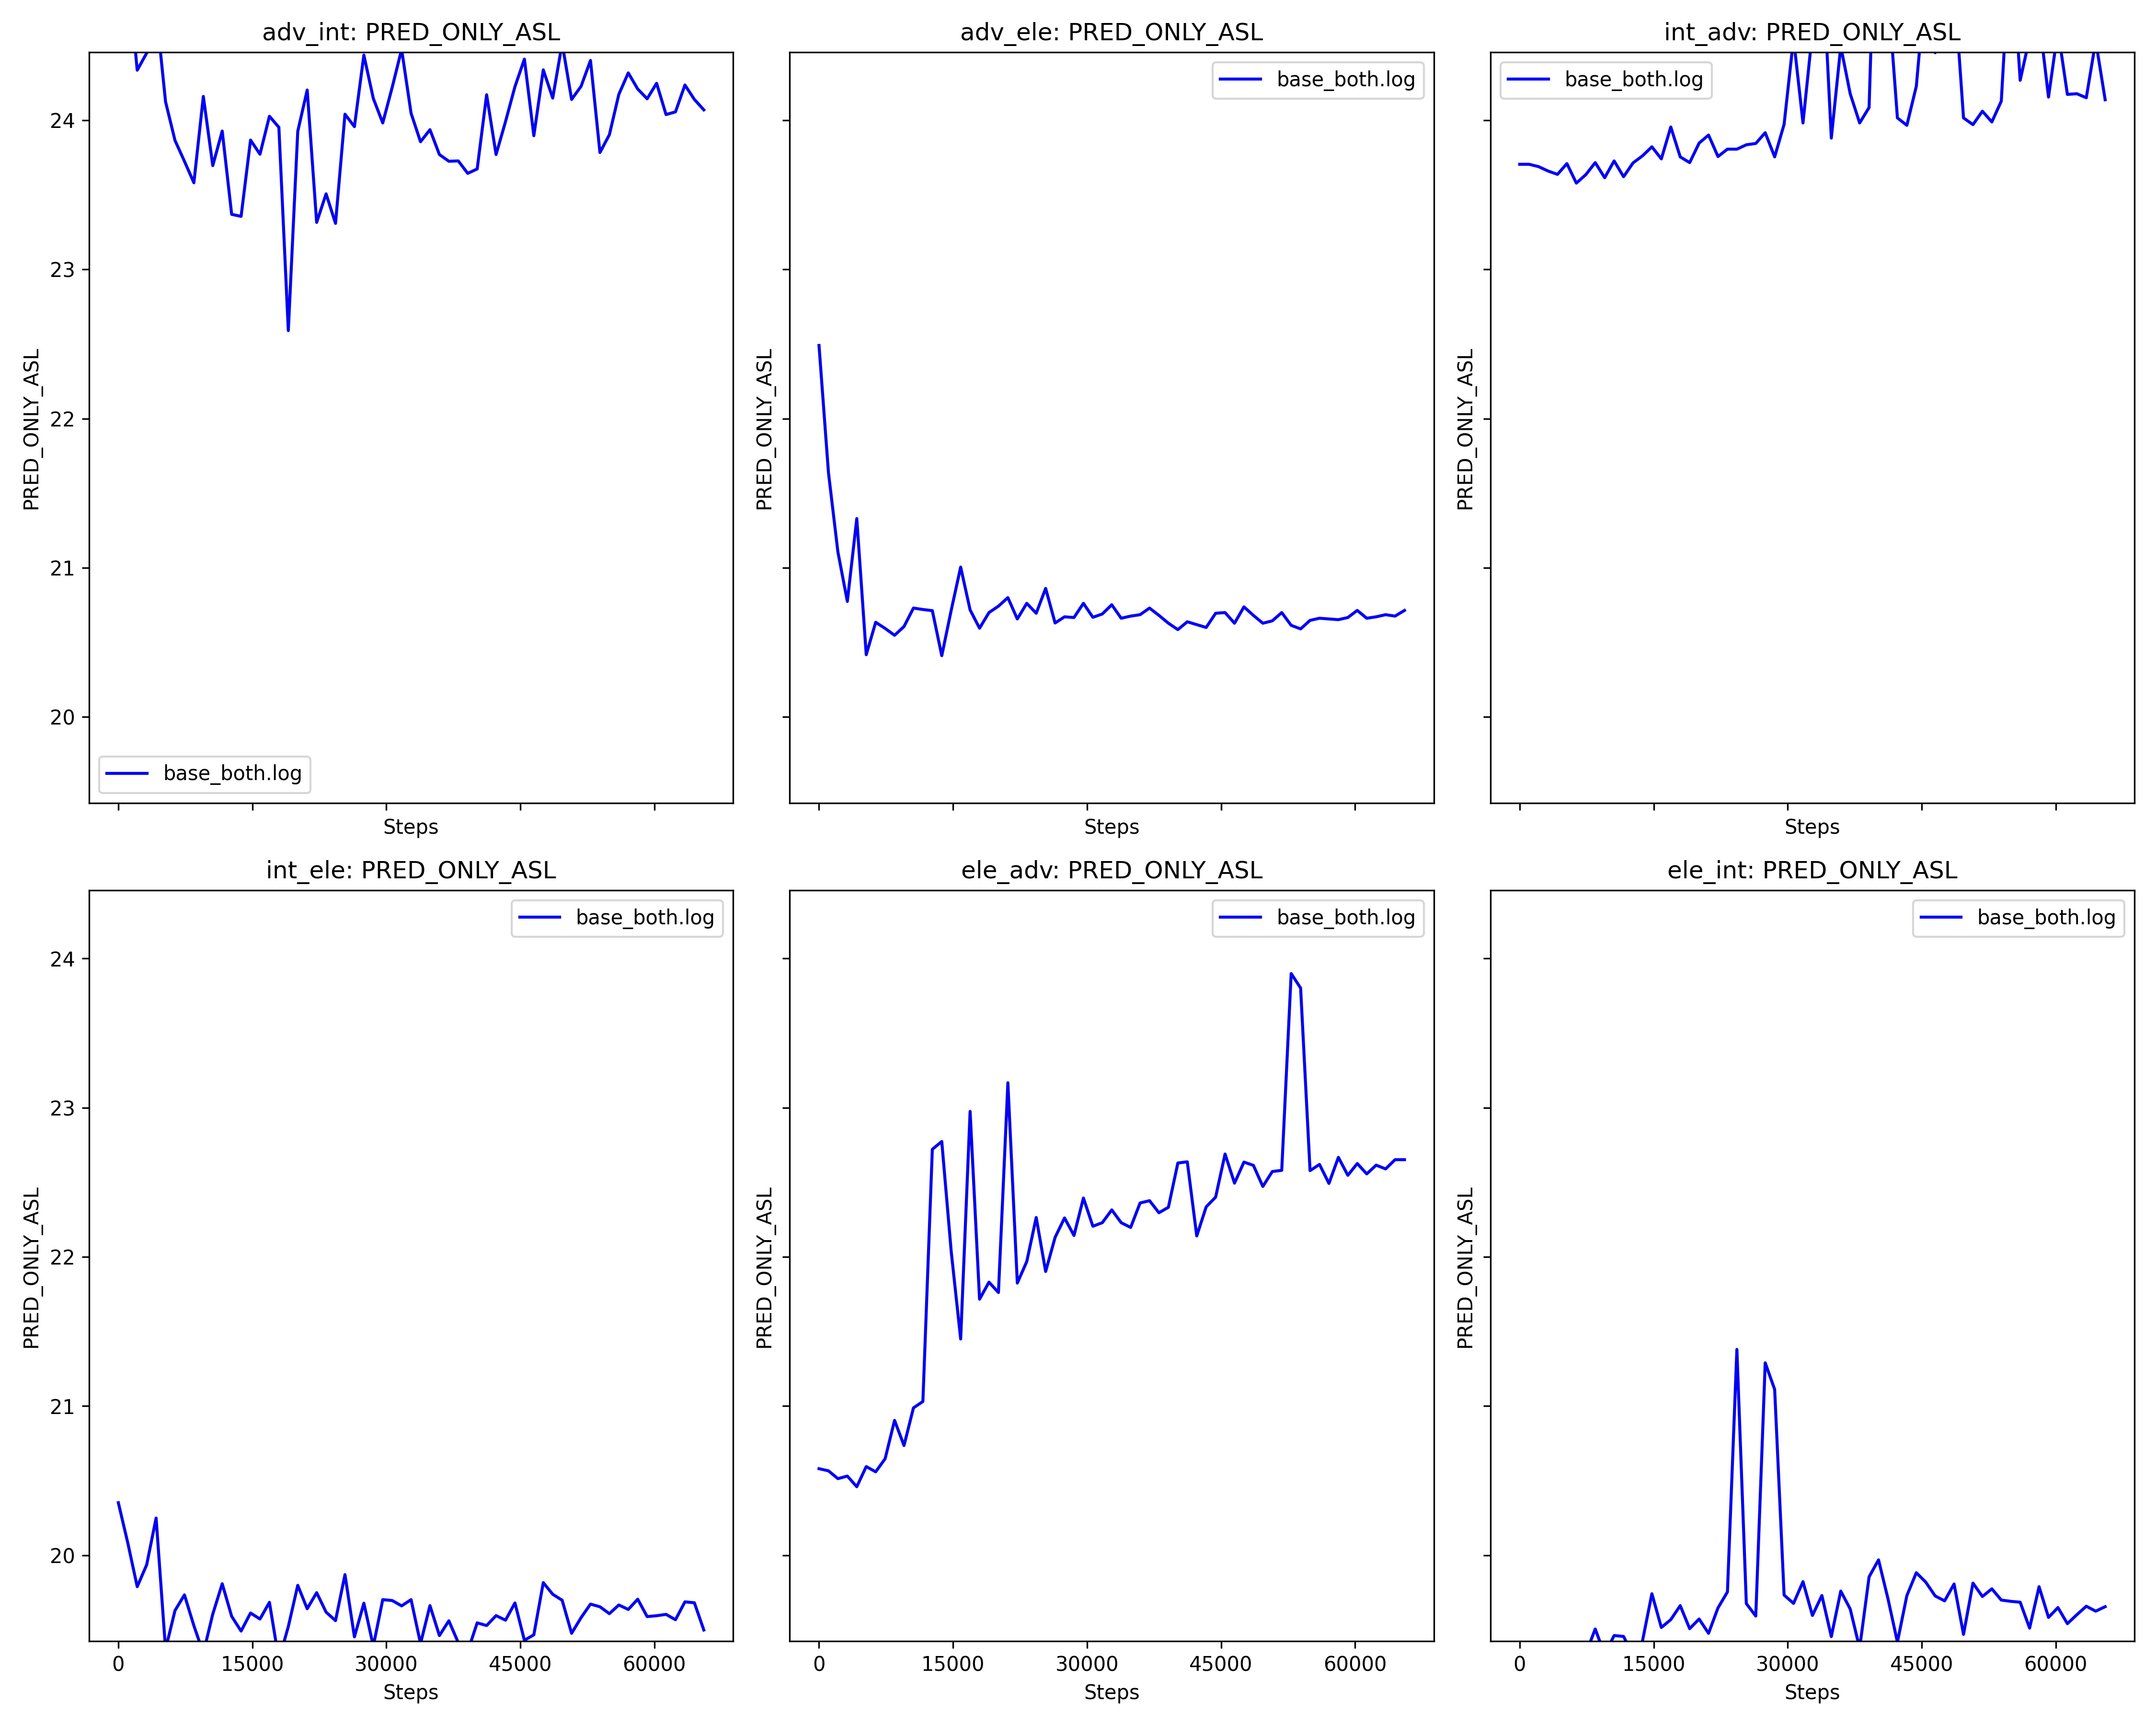 adv_int: PRED_ONLY_ASL
adv_ele: PRED_ONLY_ASL
int_adv: PRED_ONLY_ASL
PRED_ONLY_ASL
24
23
22
21
20
base_both.log
Steps
PRED_ONLY_ASL
base_both.log
Steps
PRED_ONLY_ASL
base_both.log
Steps
int_ele: PRED_ONLY_ASL
ele_adv: PRED_ONLY_ASL
ele_int: PRED_ONLY_ASL
PRED_ONLY_ASL
24
23
22
21
20
base_both.log
0 15000 30000 45000 60000
Steps
PRED_ONLY_ASL
base_both.log
0 15000 30000 45000 60000
Steps
PRED_ONLY_ASL
base_both.log
0 15000 30000 45000 60000
Steps